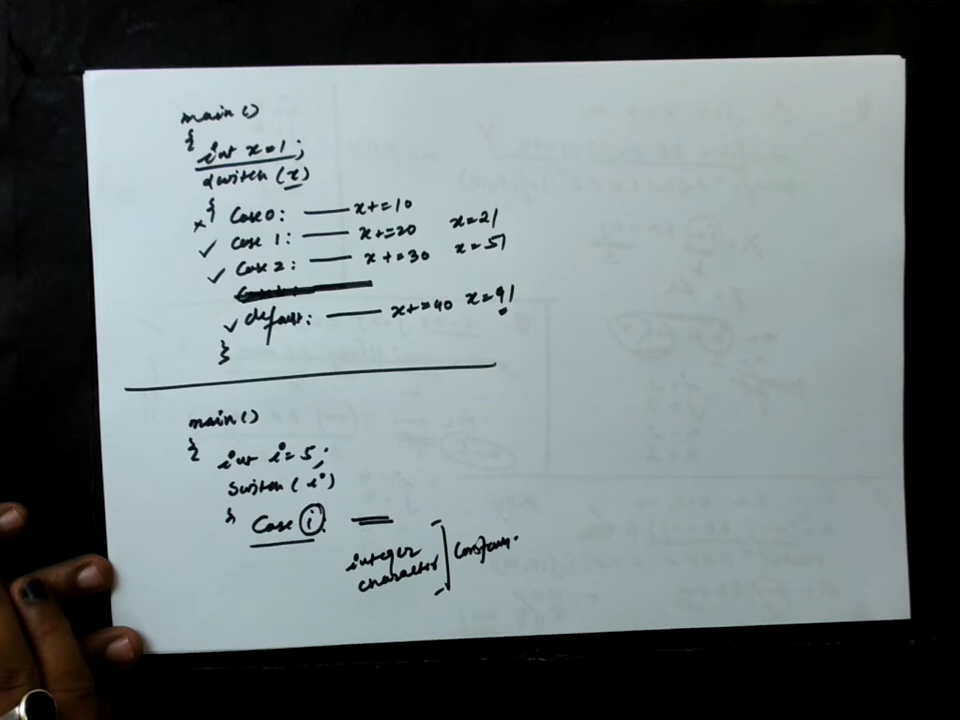 main()
{
int x=1;
switch (x)
{ Case 0: —— x+=10
Case 1: —— x+=20 x=21
Case 2: —— x+=30 x=51
default: —— x+=40 x=91
}
main()
{
int i=5;
switch (i)
{ Case i:
integer
character
constant.